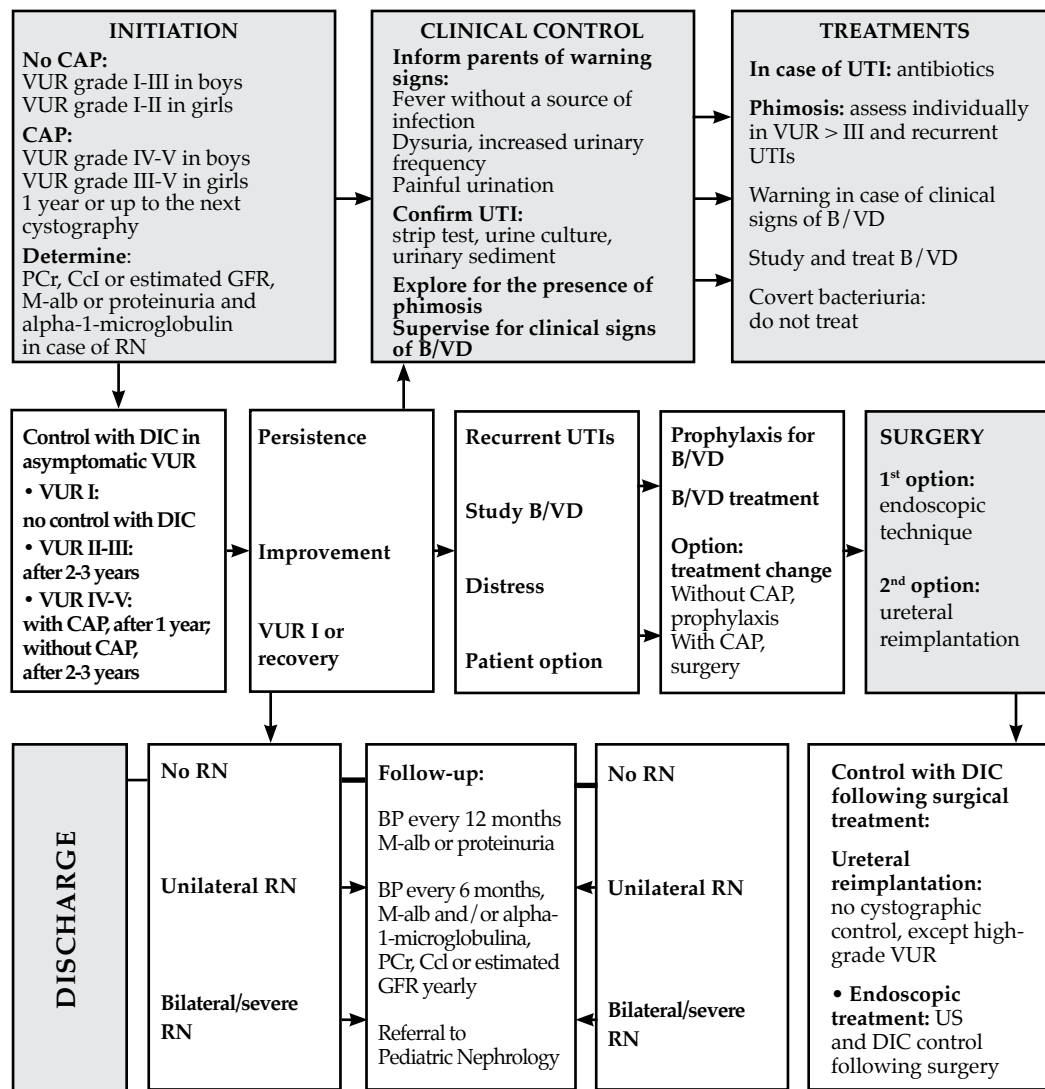 INITIATION
No CAP:
VUR grade I-III in boys
VUR grade I-II in girls
CAP:
VUR grade IV-V in boys
VUR grade III-V in girls
1 year or up to the next
cystography
Determine:
PCr, CcI or estimated GFR,
M-alb or proteinuria and
alpha-1-microglobulin
in case of RN
CLINICAL CONTROL
Inform parents of warning
signs:
Fever without a source of
infection
Dysuria, increased urinary
frequency
Painful urination
Confirm UTI:
strip test, urine culture,
urinary sediment
Explore for the presence of
phimosis
Supervise for clinical signs
of B/VD
TREATMENTS
In case of UTI: antibiotics
Phimosis: assess individually
in VUR > III and recurrent
UTIs
Warning in case of clinical
signs of B/VD
Study and treat B/VD
Covert bacteriuria:
do not treat
Control with DIC in
asymptomatic VUR
• VUR I:
no control with DIC
• VUR II-III:
after 2-3 years
• VUR IV-V:
with CAP, after 1 year;
without CAP,
after 2-3 years
Persistence
Improvement
VUR I or
recovery
Recurrent UTIs
Study B/VD
Distress
Patient option
Prophylaxis for
B/VD
B/VD treatment
Option:
treatment change
Without CAP,
prophylaxis
With CAP,
surgery
SURGERY
1st option:
endoscopic
technique
2nd option:
ureteral
reimplantation
DISCHARGE
No RN
Unilateral RN
Bilateral/severe
RN
Follow-up:
BP every 12 months
M-alb or proteinuria
BP every 6 months,
M-alb and/or alpha-
1-microglobulina,
PCr, Ccl or estimated
GFR yearly
Referral to
Pediatric Nephrology
No RN
Unilateral RN
Bilateral/severe
RN
Control with DIC
following surgical
treatment:
Ureteral
reimplantation:
no cystographic
control, except high-
grade VUR
• Endoscopic
treatment: US
and DIC control
following surgery